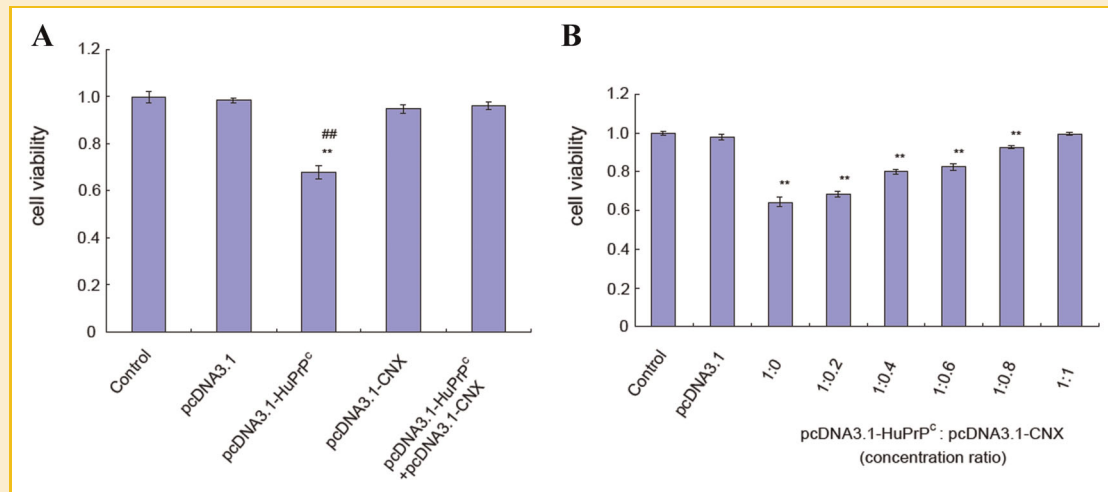 A
1.2
1.0
0.8
0.6
0.4
0.2
0
cell viability
##
**
Control
pcDNA3.1
pcDNA3.1-HuPrPᶜ
pcDNA3.1-CNX
pcDNA3.1-HuPrPᶜ
+pcDNA3.1-CNX
B
1.2
1.0
0.8
0.6
0.4
0.2
0
cell viability
**
**
**
**
**
Control
pcDNA3.1
1:0
1:0.2
1:0.4
1:0.6
1:0.8
1:1
pcDNA3.1-HuPrPᶜ : pcDNA3.1-CNX
(concentration ratio)